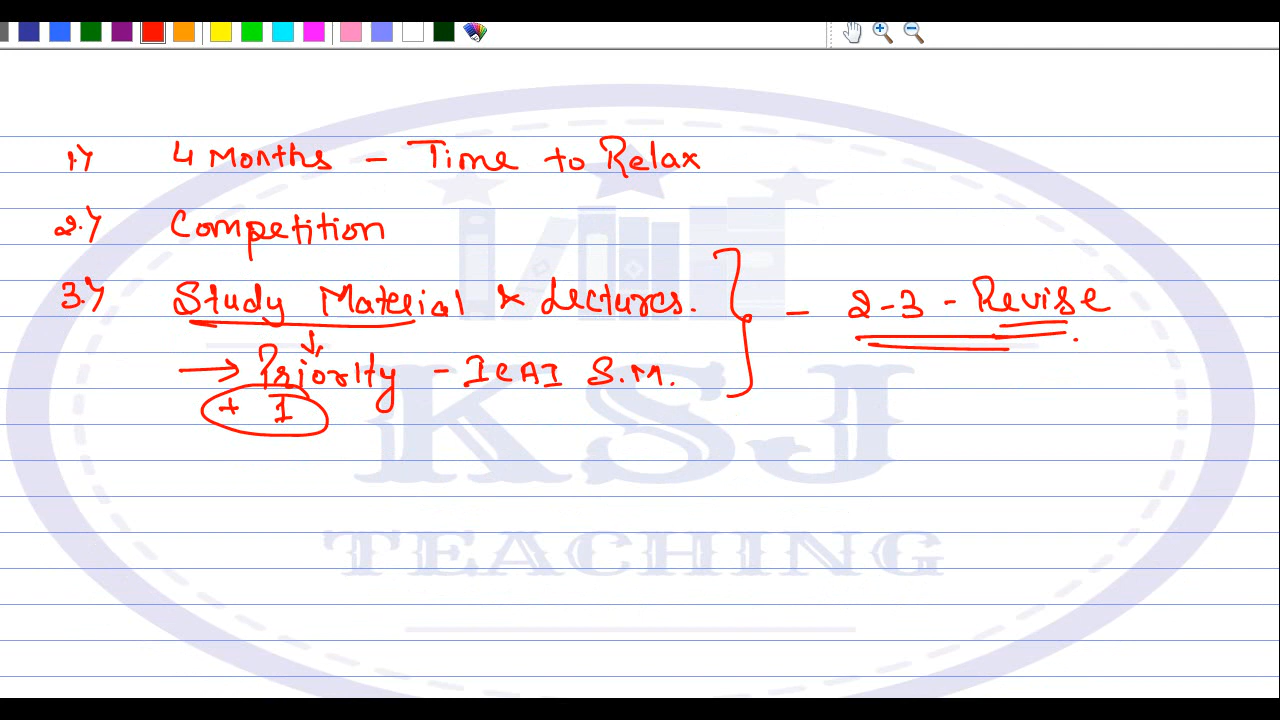 1.) 4 Months - Time to Relax
2.) Competition
3.) Study Material & Lectures. - 2-3 - Revise
→ Priority - ICAI S.M.
+ 1
KSJ
TEACHING